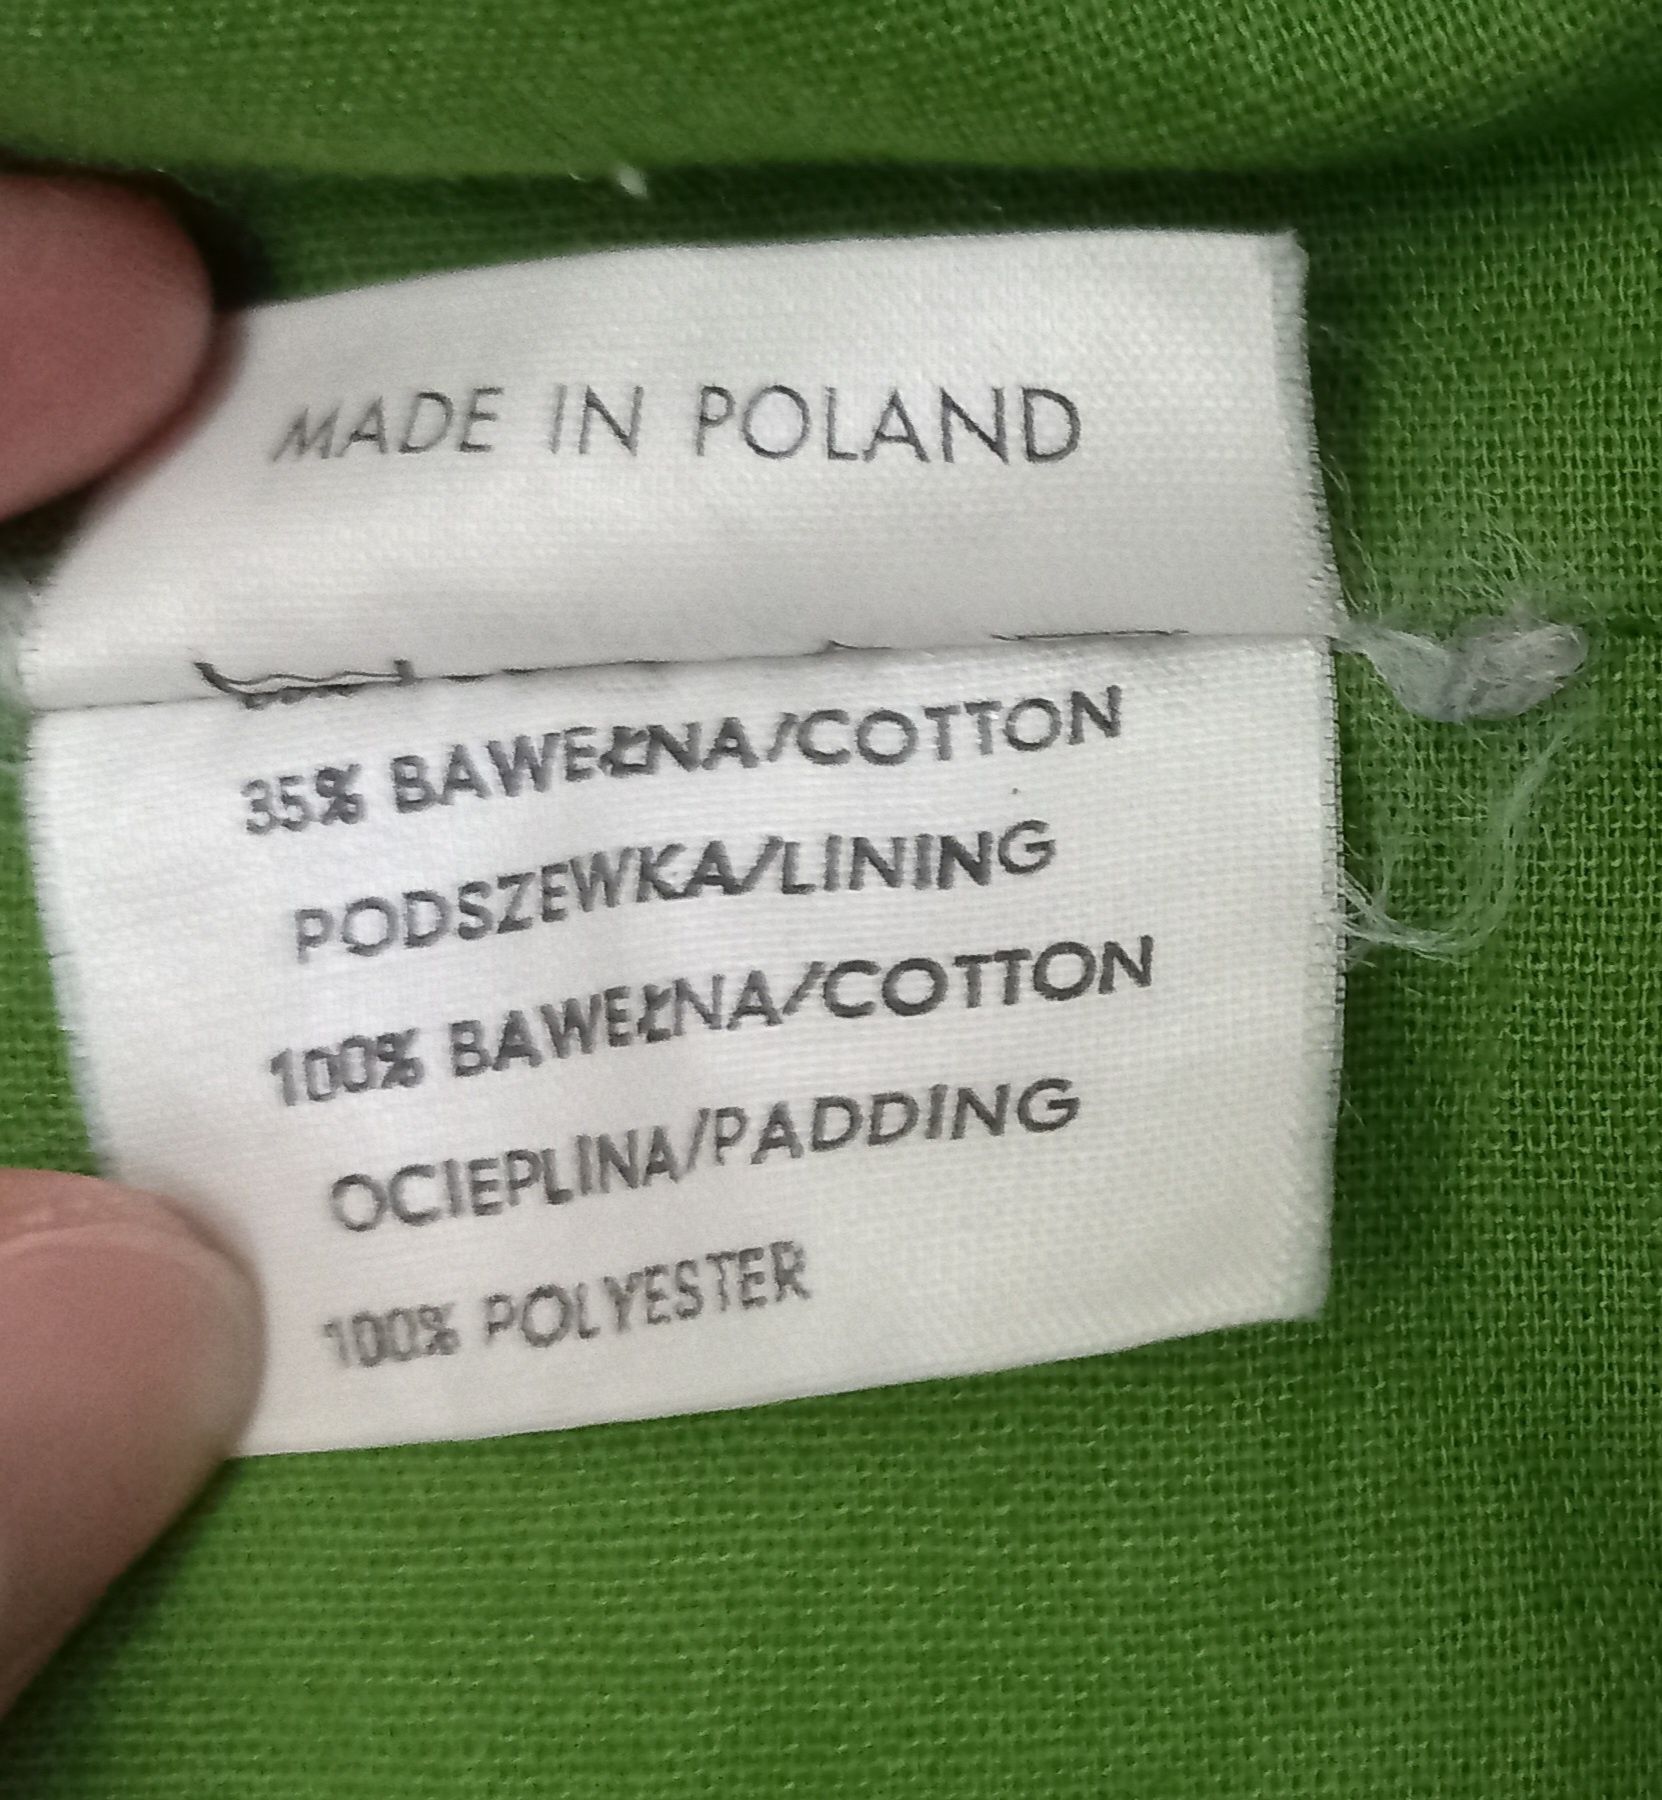 MADE IN POLAND
35% BAWEŁNA/COTTON
PODSZEWKA/LINING
100% BAWEŁNA/COTTON
OCIEPLINA/PADDING
100% POLYESTER